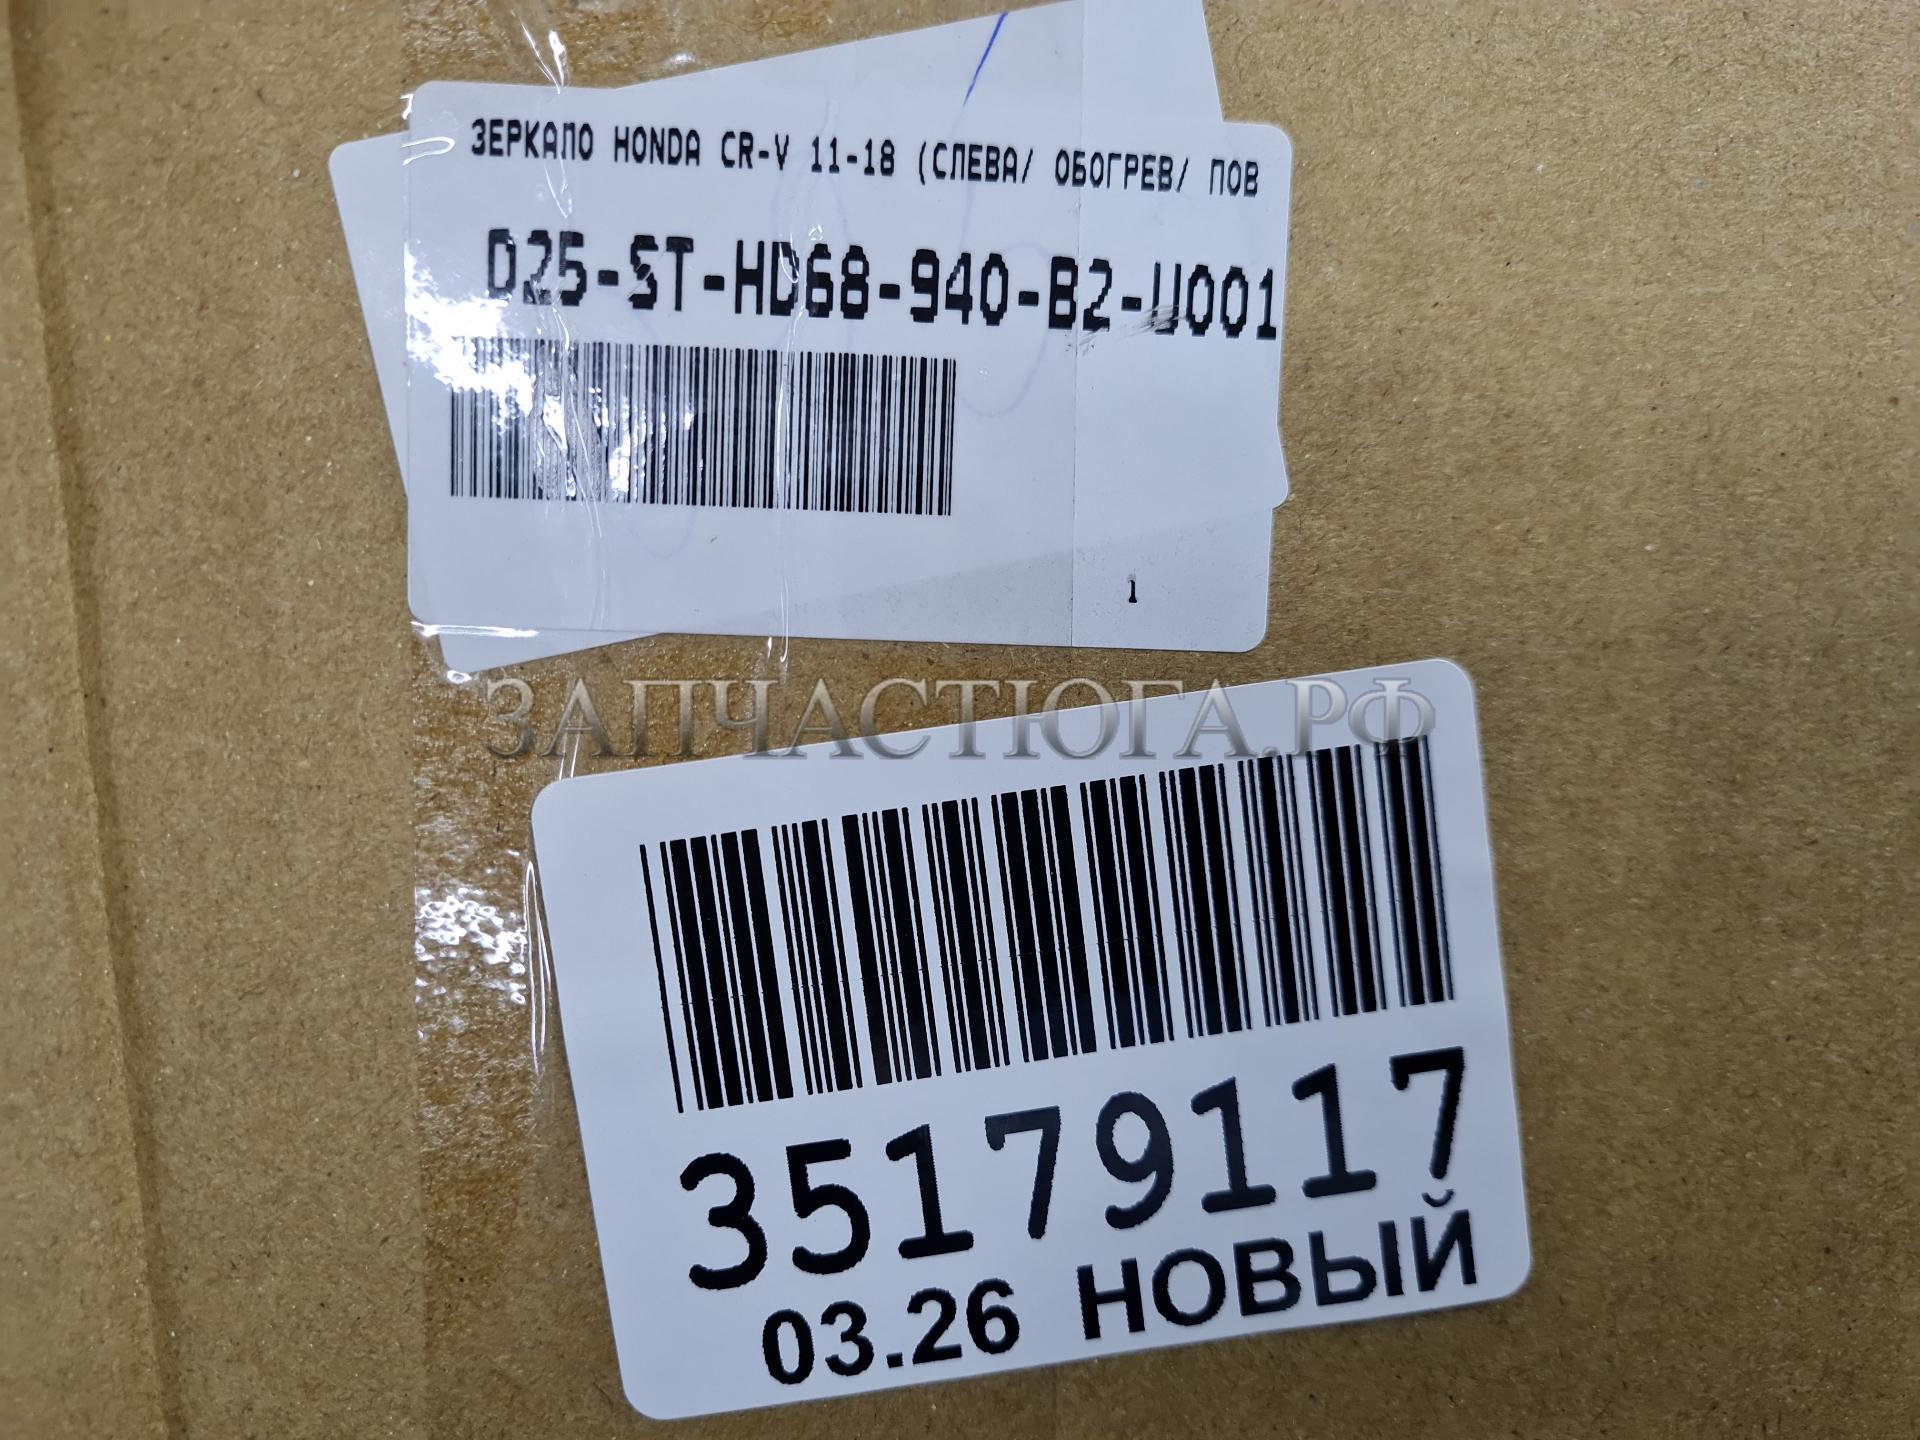 ЗЕРКАЛО HONDA CR-V 11-18 (СЛЕВА/ ОБОГРЕВ/ ПОВ
D25-ST-HD68-940-B2-U001
1
ЗАПЧАСТЮГА.РФ
35179117
03.26 НОВЫЙ